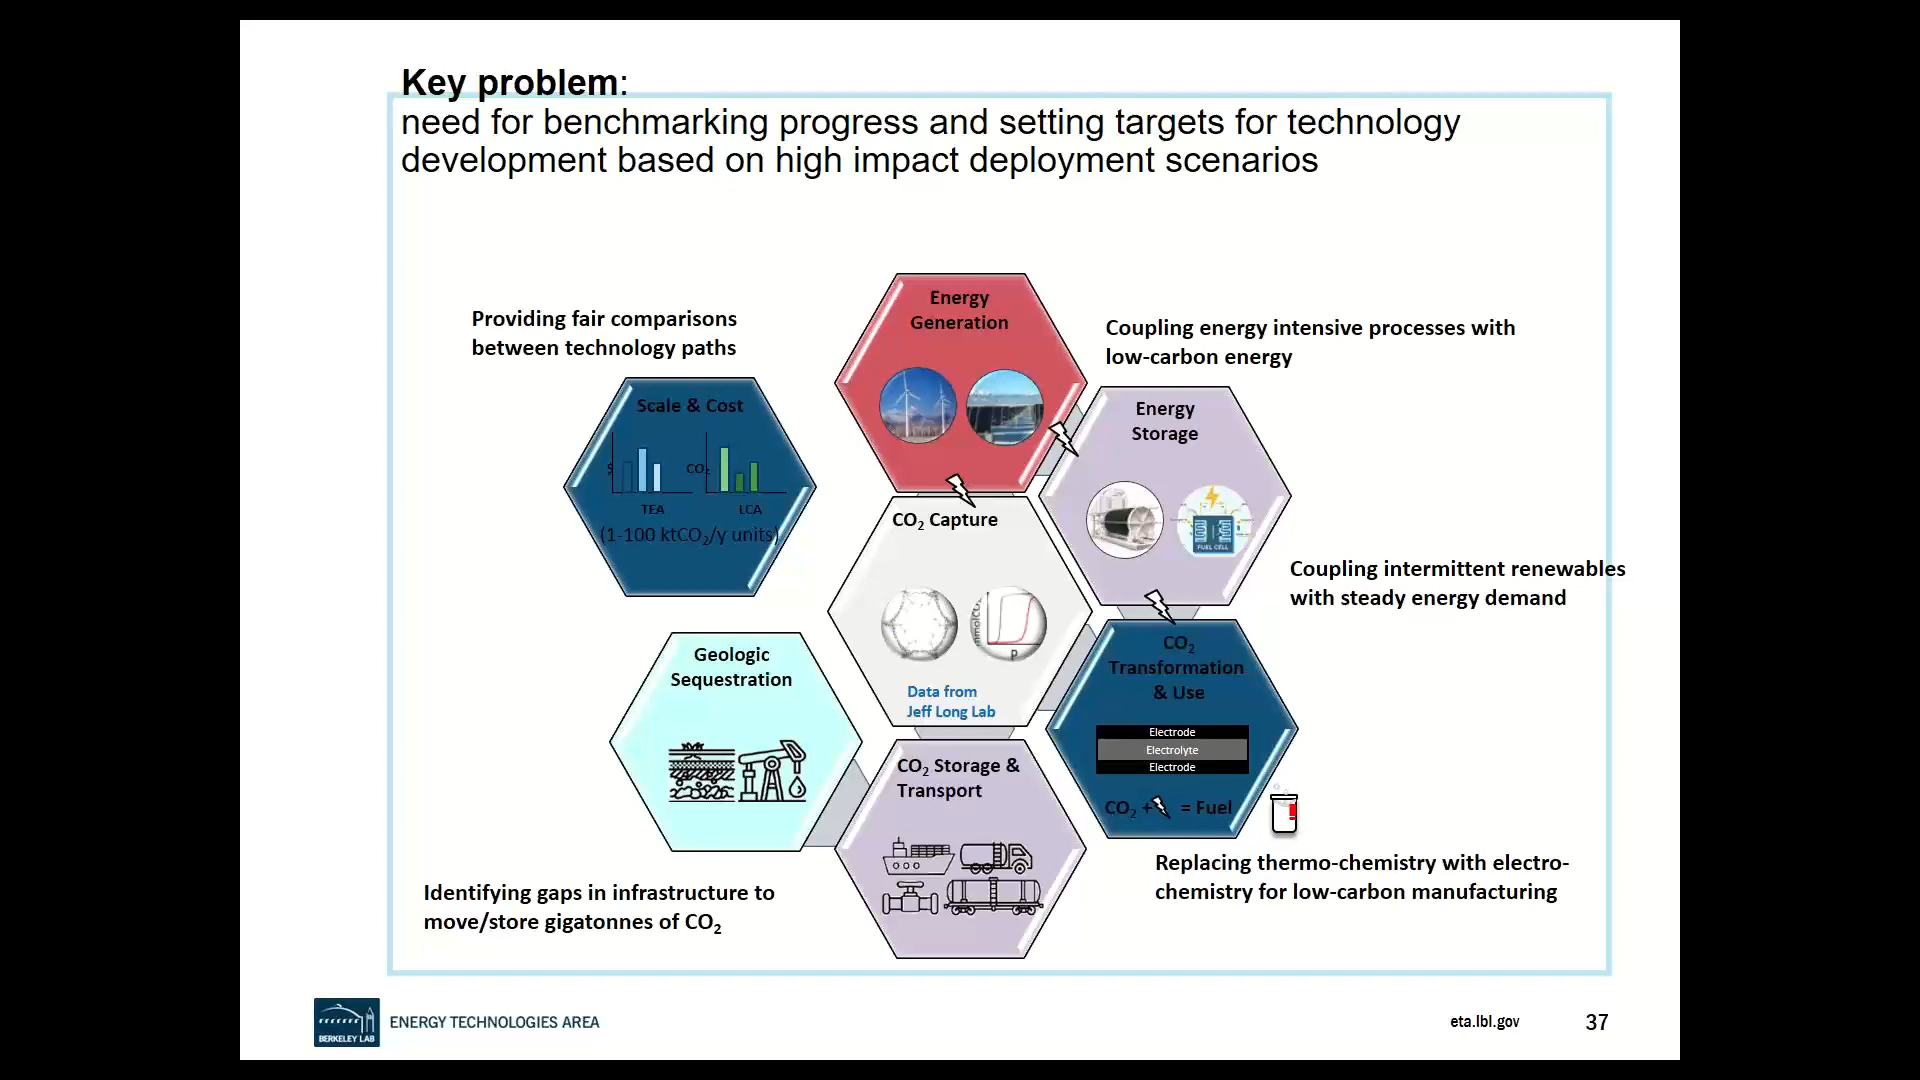 Key problem:
need for benchmarking progress and setting targets for technology
development based on high impact deployment scenarios
Providing fair comparisons
between technology paths
Energy
Generation
Coupling energy intensive processes with
low-carbon energy
Scale & Cost
$
CO₂
TEA
LCA
(1-100 ktCO₂/y units)
Energy
Storage
FUEL CELL
CO₂ Capture
P
Data from
Jeff Long Lab
Coupling intermittent renewables
with steady energy demand
Geologic
Sequestration
CO₂
Transformation
& Use
Electrode
Electrolyte
Electrode
CO₂ + = Fuel
CO₂ Storage &
Transport
Replacing thermo-chemistry with electro-
chemistry for low-carbon manufacturing
Identifying gaps in infrastructure to
move/store gigatonnes of CO₂
BERKELEY LAB
ENERGY TECHNOLOGIES AREA
eta.lbl.gov
37